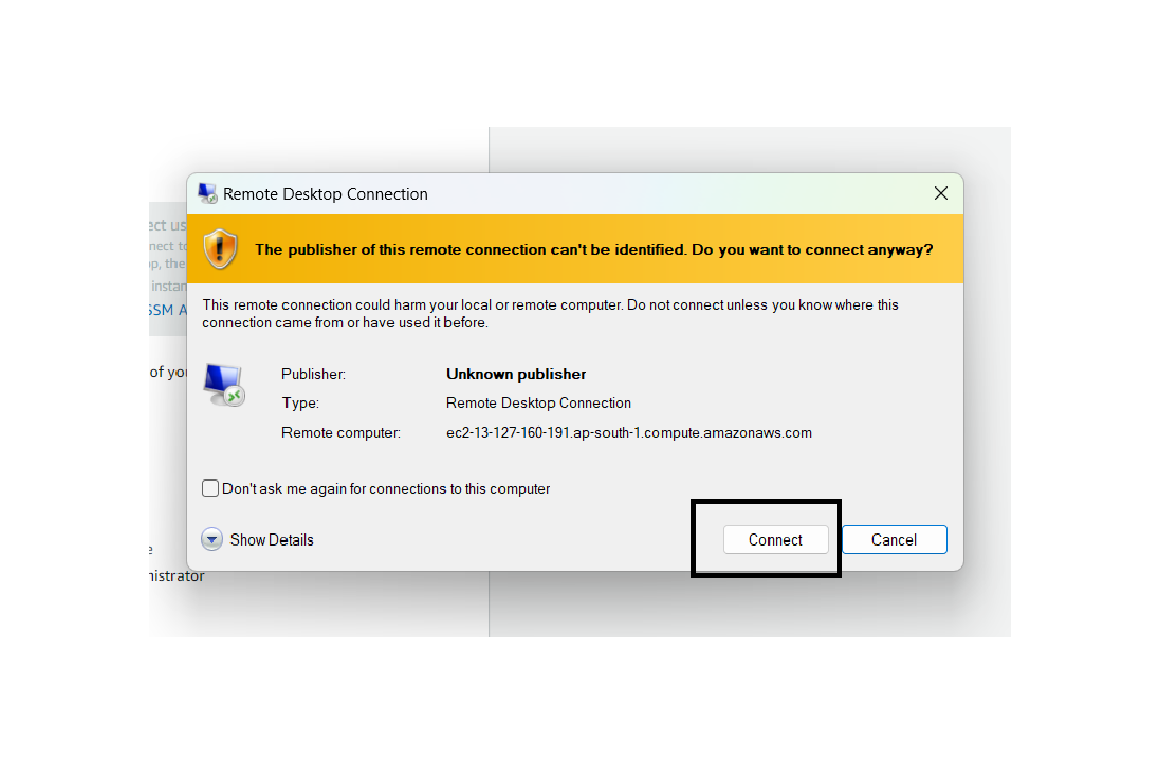 Remote Desktop Connection
The publisher of this remote connection can't be identified. Do you want to connect anyway?
This remote connection could harm your local or remote computer. Do not connect unless you know where this
connection came from or have used it before.
Publisher: Unknown publisher
Type: Remote Desktop Connection
Remote computer: ec2-13-127-160-191.ap-south-1.compute.amazonaws.com
Don't ask me again for connections to this computer
Show Details Connect Cancel
ect us
nnect to
op, the
instan
SSM A
of you
e
nistrator